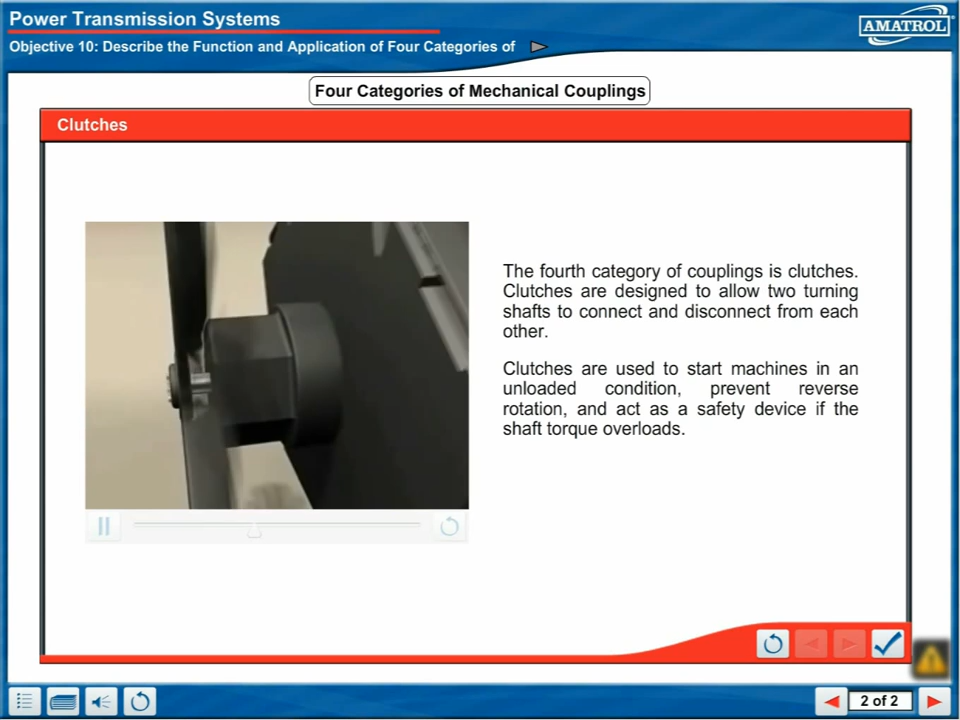 Power Transmission Systems
Objective 10: Describe the Function and Application of Four Categories of
AMATROL
Four Categories of Mechanical Couplings
Clutches
The fourth category of couplings is clutches.
Clutches are designed to allow two turning
shafts to connect and disconnect from each
other.
Clutches are used to start machines in an
unloaded condition, prevent reverse
rotation, and act as a safety device if the
shaft torque overloads.
2 of 2